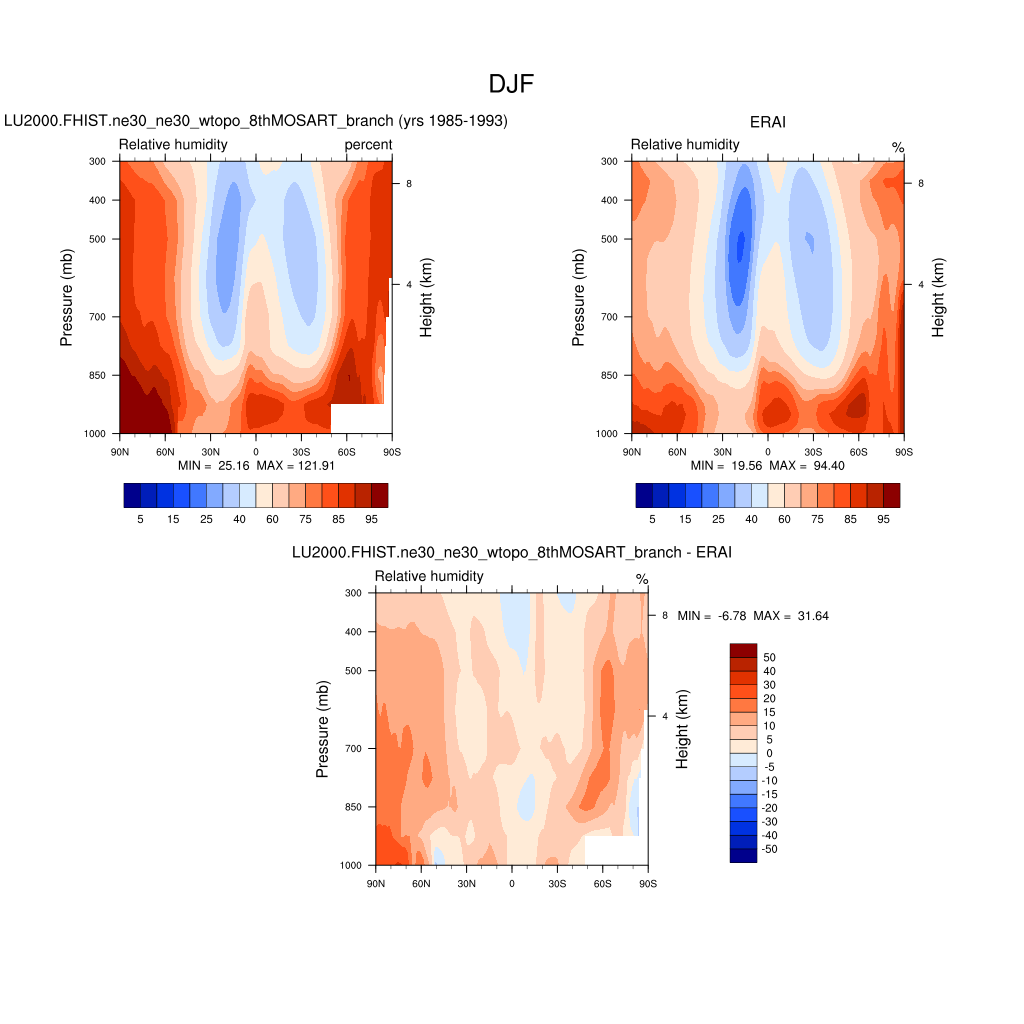 DJF
LU2000.FHIST.ne30_ne30_wtopo_8thMOSART_branch (yrs 1985-1993)
Relative humidity percent
300
400
500
700
850
1000
Pressure (mb)
8
4
Height (km)
90N 60N 30N 0 30S 60S 90S
MIN = 25.16 MAX = 121.91
5 15 25 40 60 75 85 95
ERAI
Relative humidity %
300
400
500
700
850
1000
Pressure (mb)
8
4
Height (km)
90N 60N 30N 0 30S 60S 90S
MIN = 19.56 MAX = 94.40
5 15 25 40 60 75 85 95
LU2000.FHIST.ne30_ne30_wtopo_8thMOSART_branch - ERAI
Relative humidity %
300
400
500
700
850
1000
Pressure (mb)
8
4
Height (km)
90N 60N 30N 0 30S 60S 90S
MIN = -6.78 MAX = 31.64
50
40
30
20
15
10
5
0
-5
-10
-15
-20
-30
-40
-50